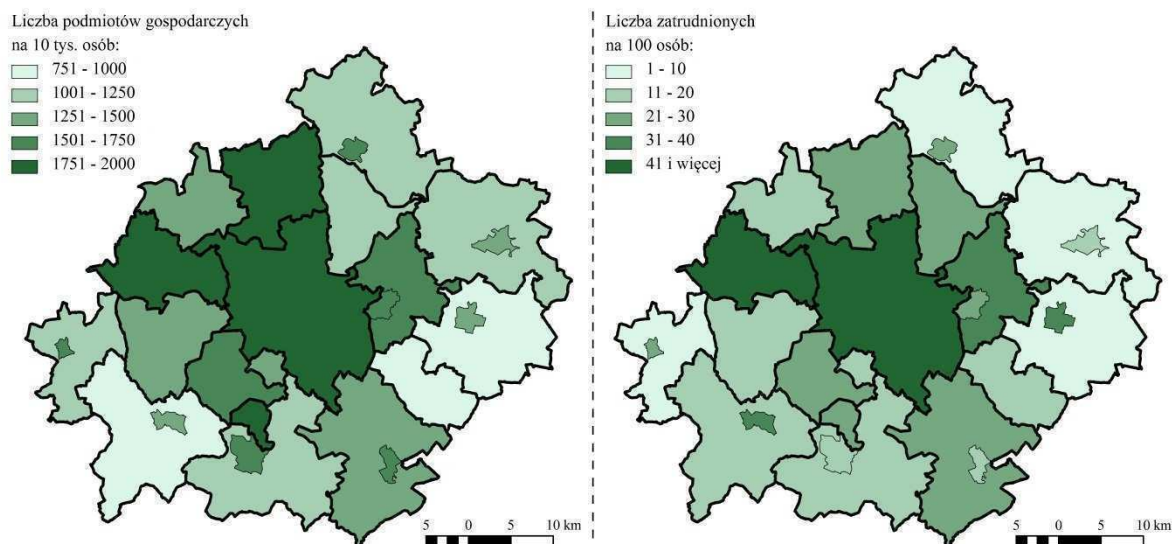 Liczba podmiotów gospodarczych
na 10 tys. osób:
751 - 1000
1001 - 1250
1251 - 1500
1501 - 1750
1751 - 2000
5 0 5 10 km
Liczba zatrudnionych
na 100 osób:
1 - 10
11 - 20
21 - 30
31 - 40
41 i więcej
5 0 5 10 km